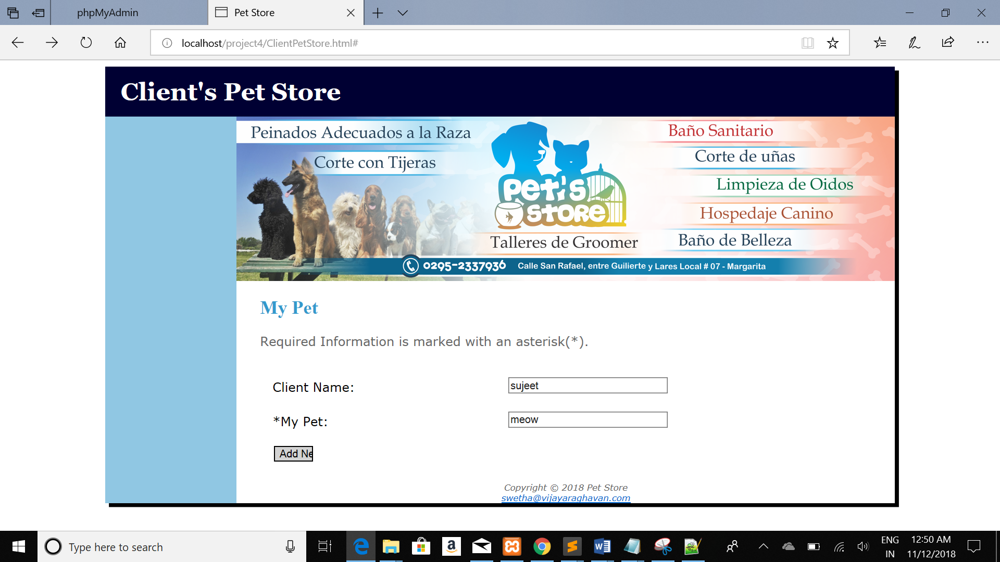 phpMyAdmin
Pet Store
localhost/project4/ClientPetStore.html#
Client's Pet Store
Peinados Adecuados a la Raza
Corte con Tijeras
Pet's
Store
Talleres de Groomer
Baño Sanitario
Corte de uñas
Limpieza de Oidos
Hospedaje Canino
Baño de Belleza
0295-2337936 Calle San Rafael, entre Guilierte y Lares Local # 07 - Margarita
My Pet
Required Information is marked with an asterisk(*).
Client Name: sujeet
*My Pet: meow
Add Ne
Copyright © 2018 Pet Store
swetha@vijayaraghavan.com
Type here to search
ENG
IN
12:50 AM
11/12/2018